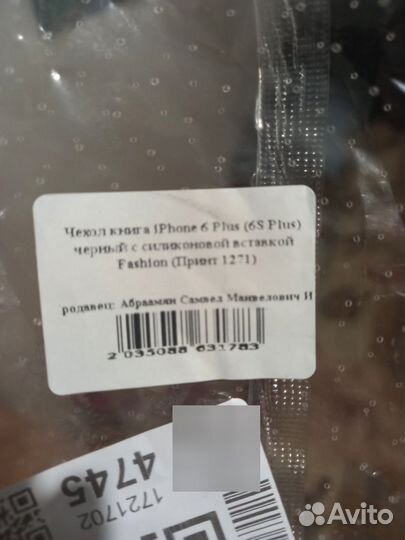 Чехол книга iPhone 6 Plus (6S Plus)
черный с силиконовой вставкой
Fashion (Принт 1271)
родавец: Абраамян Самвел Манвелович И
2 035088 631783
1721702
4745
Avito